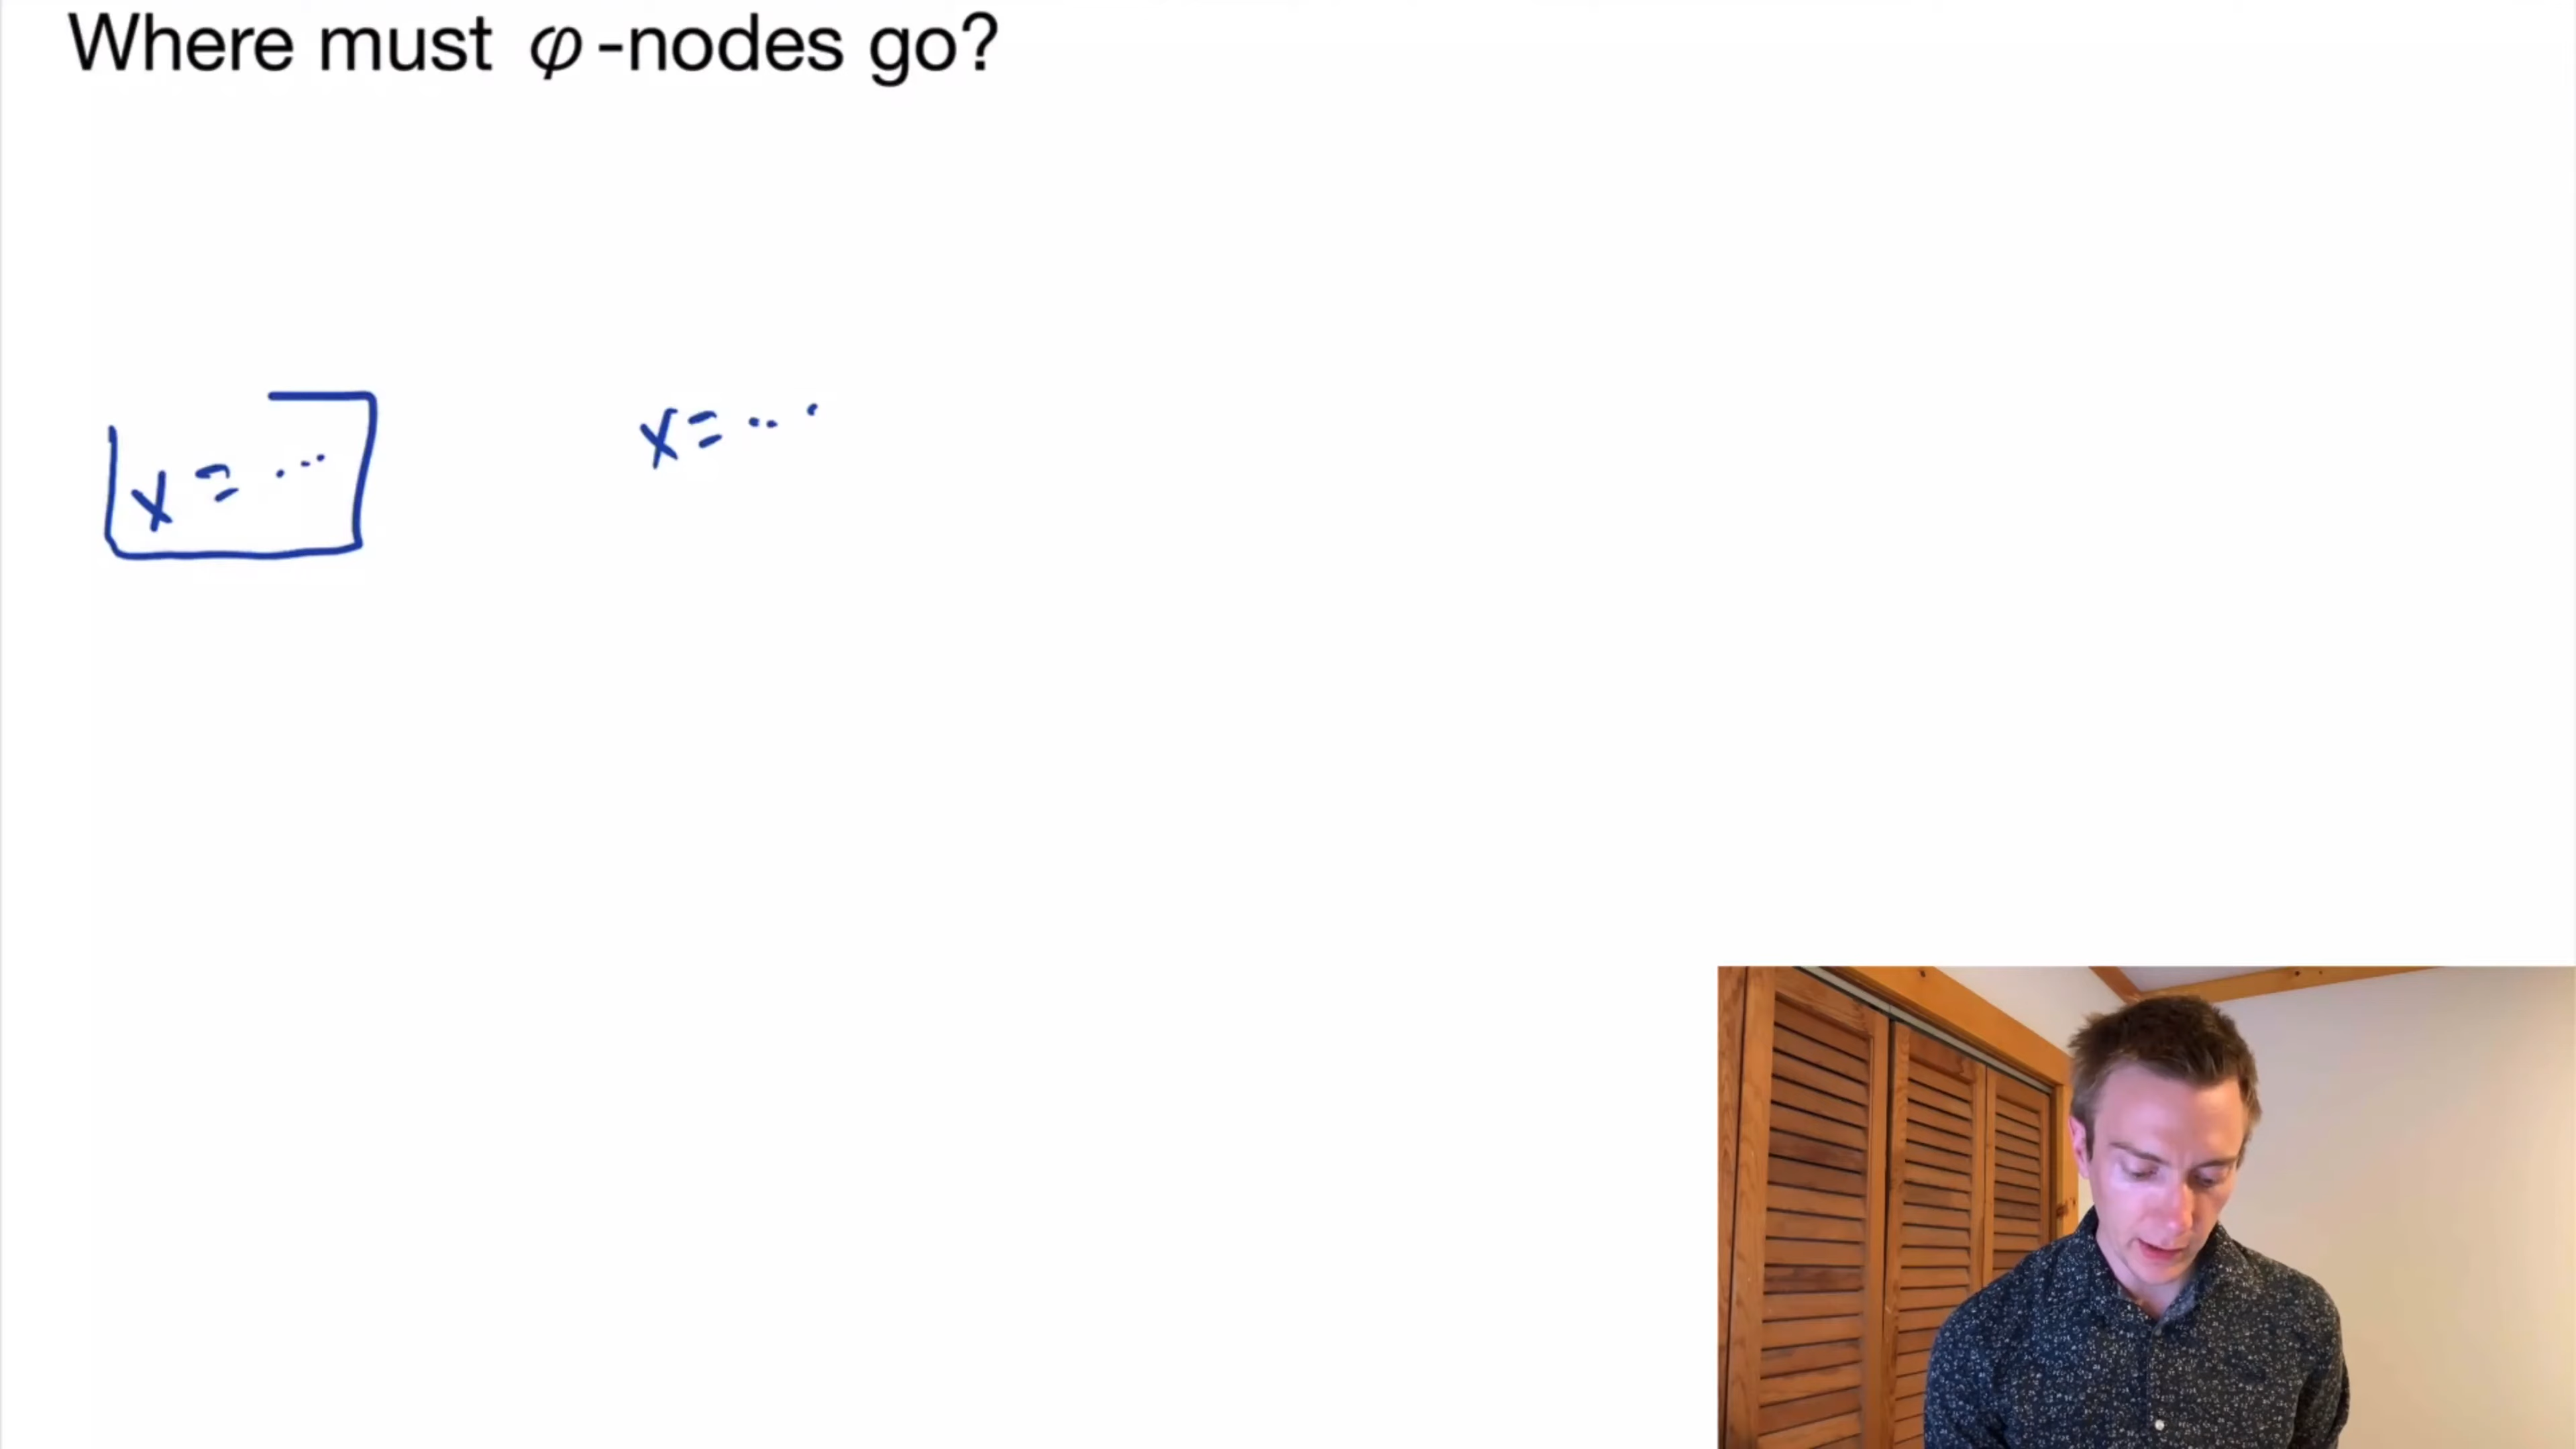 Where must φ-nodes go?
x = ...
x = ...